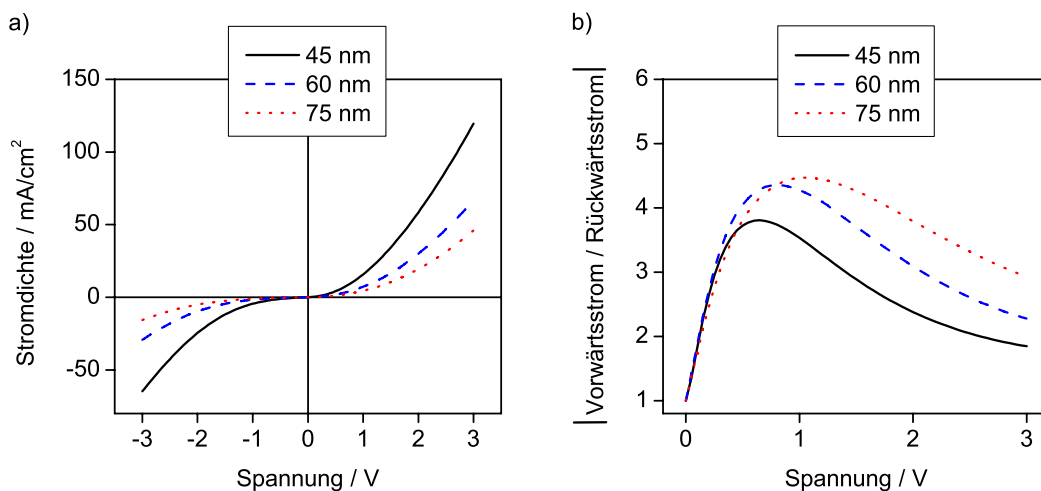 a)
45 nm
60 nm
75 nm
Stromdichte / mA/cm²
150
100
50
0
-50
-3 -2 -1 0 1 2 3
Spannung / V
b)
45 nm
60 nm
75 nm
|Vorwärtsstrom / Rückwärtsstrom|
6
5
4
3
2
1
0 1 2 3
Spannung / V